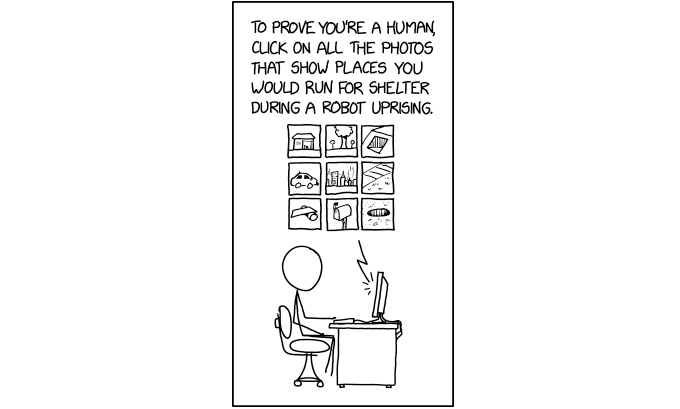 TO PROVE YOU'RE A HUMAN,
CLICK ON ALL THE PHOTOS
THAT SHOW PLACES YOU
WOULD RUN FOR SHELTER
DURING A ROBOT UPRISING.